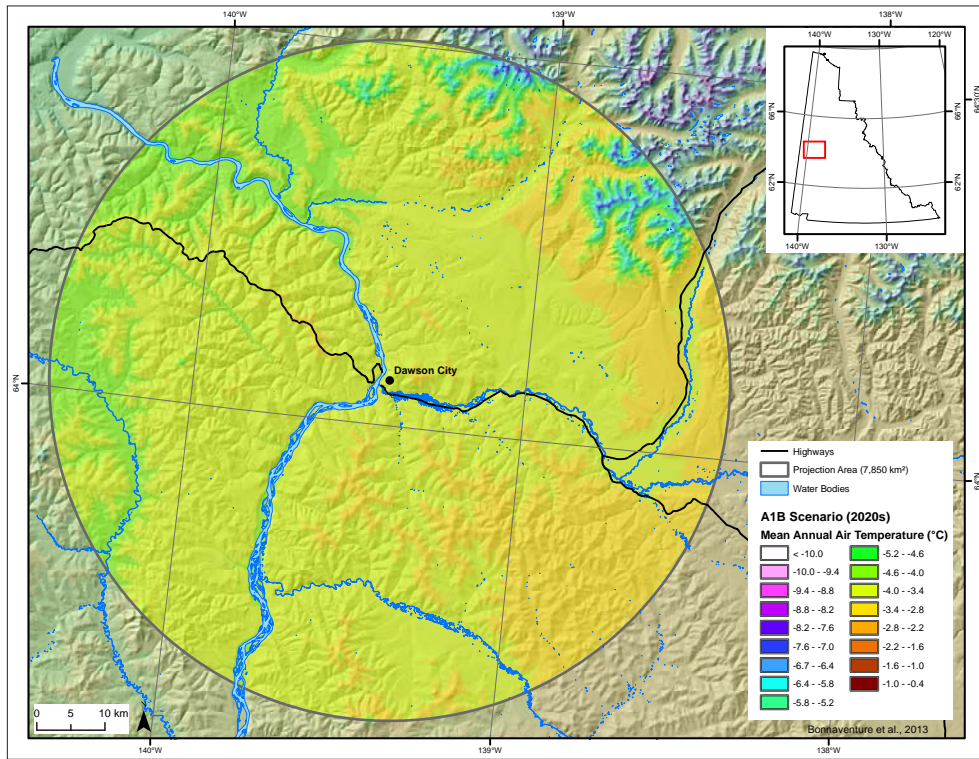 140°W
139°W
138°W
140°W
130°W
120°W
66°N
62°N
140°W
130°W
66°30'N
64°N
64°N
Dawson City
Highways
Projection Area (7,850 km²)
Water Bodies
A1B Scenario (2020s)
Mean Annual Air Temperature (°C)
< -10.0
-10.0 - -9.4
-9.4 - -8.8
-8.8 - -8.2
-8.2 - -7.6
-7.6 - -7.0
-6.7 - -6.4
-6.4 - -5.8
-5.8 - -5.2
-5.2 - -4.6
-4.6 - -4.0
-4.0 - -3.4
-3.4 - -2.8
-2.8 - -2.2
-2.2 - -1.6
-1.6 - -1.0
-1.0 - -0.4
Bonnaventure et al., 2013
0 5 10 km
140°W
139°W
138°W